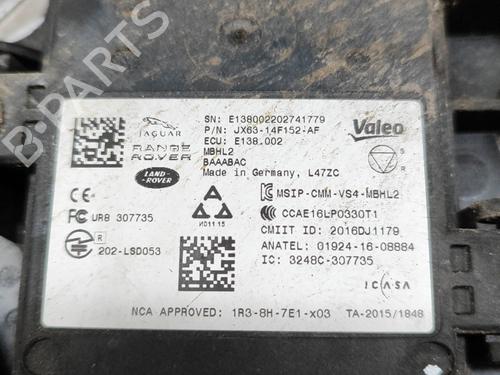 SN: E138002202741779
P/N: JX63-14F152-AF
ECU: E138.002
MBHL2
BAAABAC
Made in Germany, L47ZC
JAGUAR
RANGE ROVER
LAND-ROVER
Valeo
S
R
CE
MSIP-CMM-VS4-MBHL2
FC UR8 307735
CCAE16LP0330T1
CMIIT ID: 2016DJ1179
R
202-LSD053
N011 15
ANATEL: 01924-16-08884
IC: 3248C-307735
ICASA
NCA APPROVED: 1R3-8H-7E1-x03
TA-2015/1848
B-PARTS